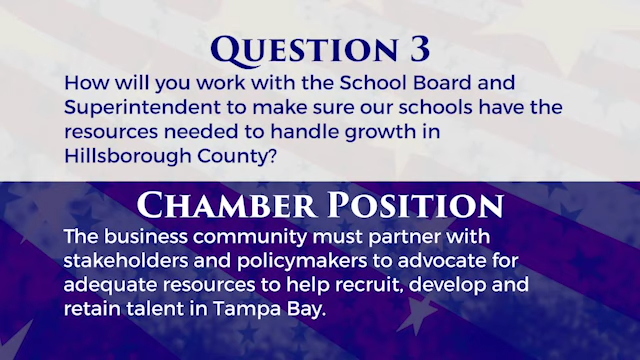 QUESTION 3
How will you work with the School Board and
Superintendent to make sure our schools have the
resources needed to handle growth in
Hillsborough County?
CHAMBER POSITION
The business community must partner with
stakeholders and policymakers to advocate for
adequate resources to help recruit, develop and
retain talent in Tampa Bay.